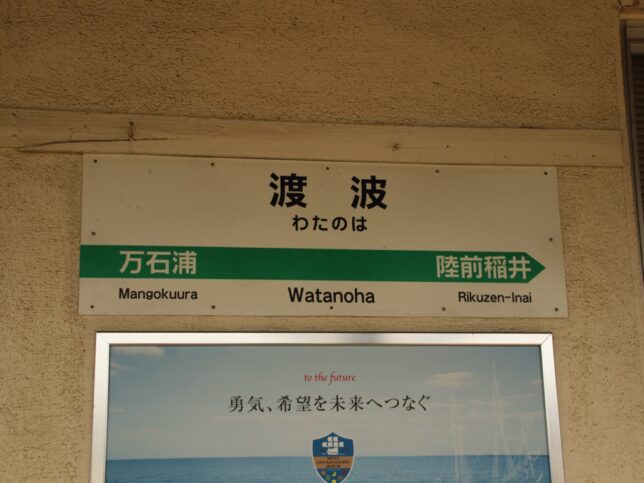 渡波
わたのは
万石浦 陸前稲井
Mangokuura Watanoha Rikuzen-Inai
to the future
勇気、希望を未来へつなぐ